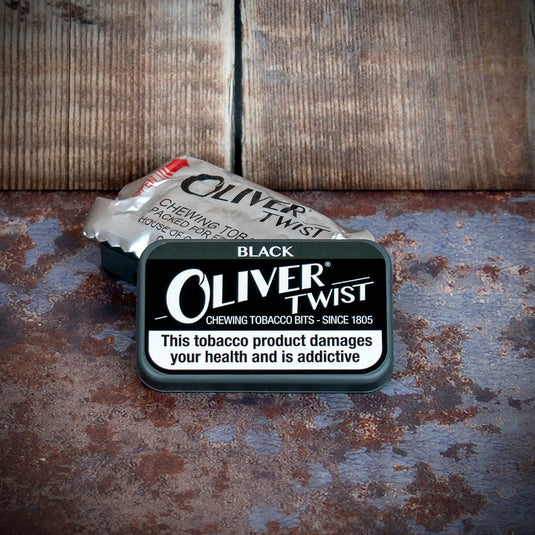 OPEN
OLIVER
TWIST
CHEWING
PACKED FOR
HOUSE OF
BLACK
OLIVER®
TWIST
CHEWING TOBACCO BITS - SINCE 1805
This tobacco product damages
your health and is addictive